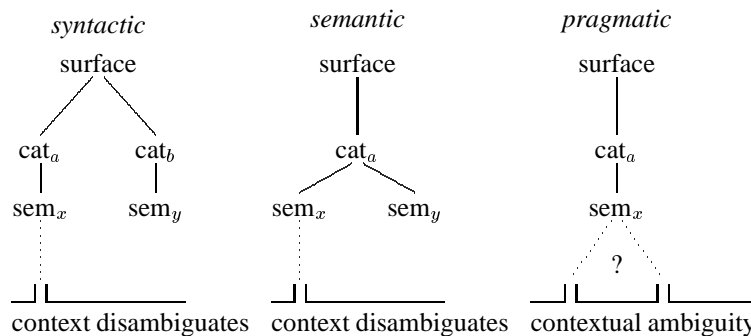 syntactic semantic pragmatic
surface surface surface
cat_a cat_b cat_a cat_a
sem_x sem_y sem_x sem_y sem_x
?
context disambiguates context disambiguates contextual ambiguity